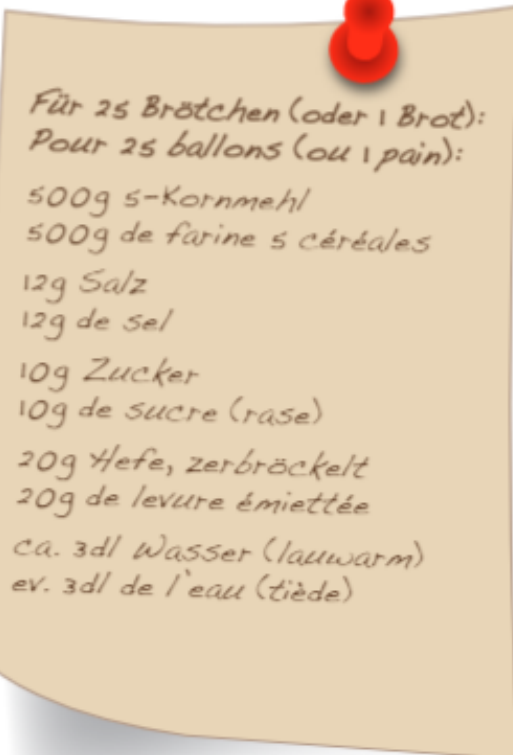 Für 25 Brötchen (oder 1 Brot):
Pour 25 ballons (ou 1 pain):
500g 5-Kornmehl
500g de farine 5 céréales
12g Salz
12g de sel
10g Zucker
10g de sucre (rase)
20g Hefe, zerbröckelt
20g de levure émiettée
ca. 3dl Wasser (lauwarm)
ev. 3dl de l'eau (tiède)